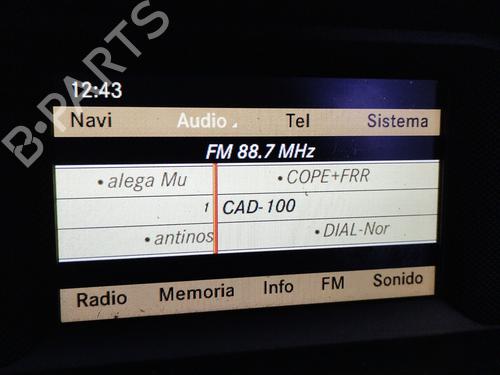 12:43
Navi Audio Tel Sistema
FM 88.7 MHz
• alega Mu • COPE+FRR
1 CAD-100
• antinos • DIAL-Nor
Radio Memoria Info FM Sonido
B-PARTS